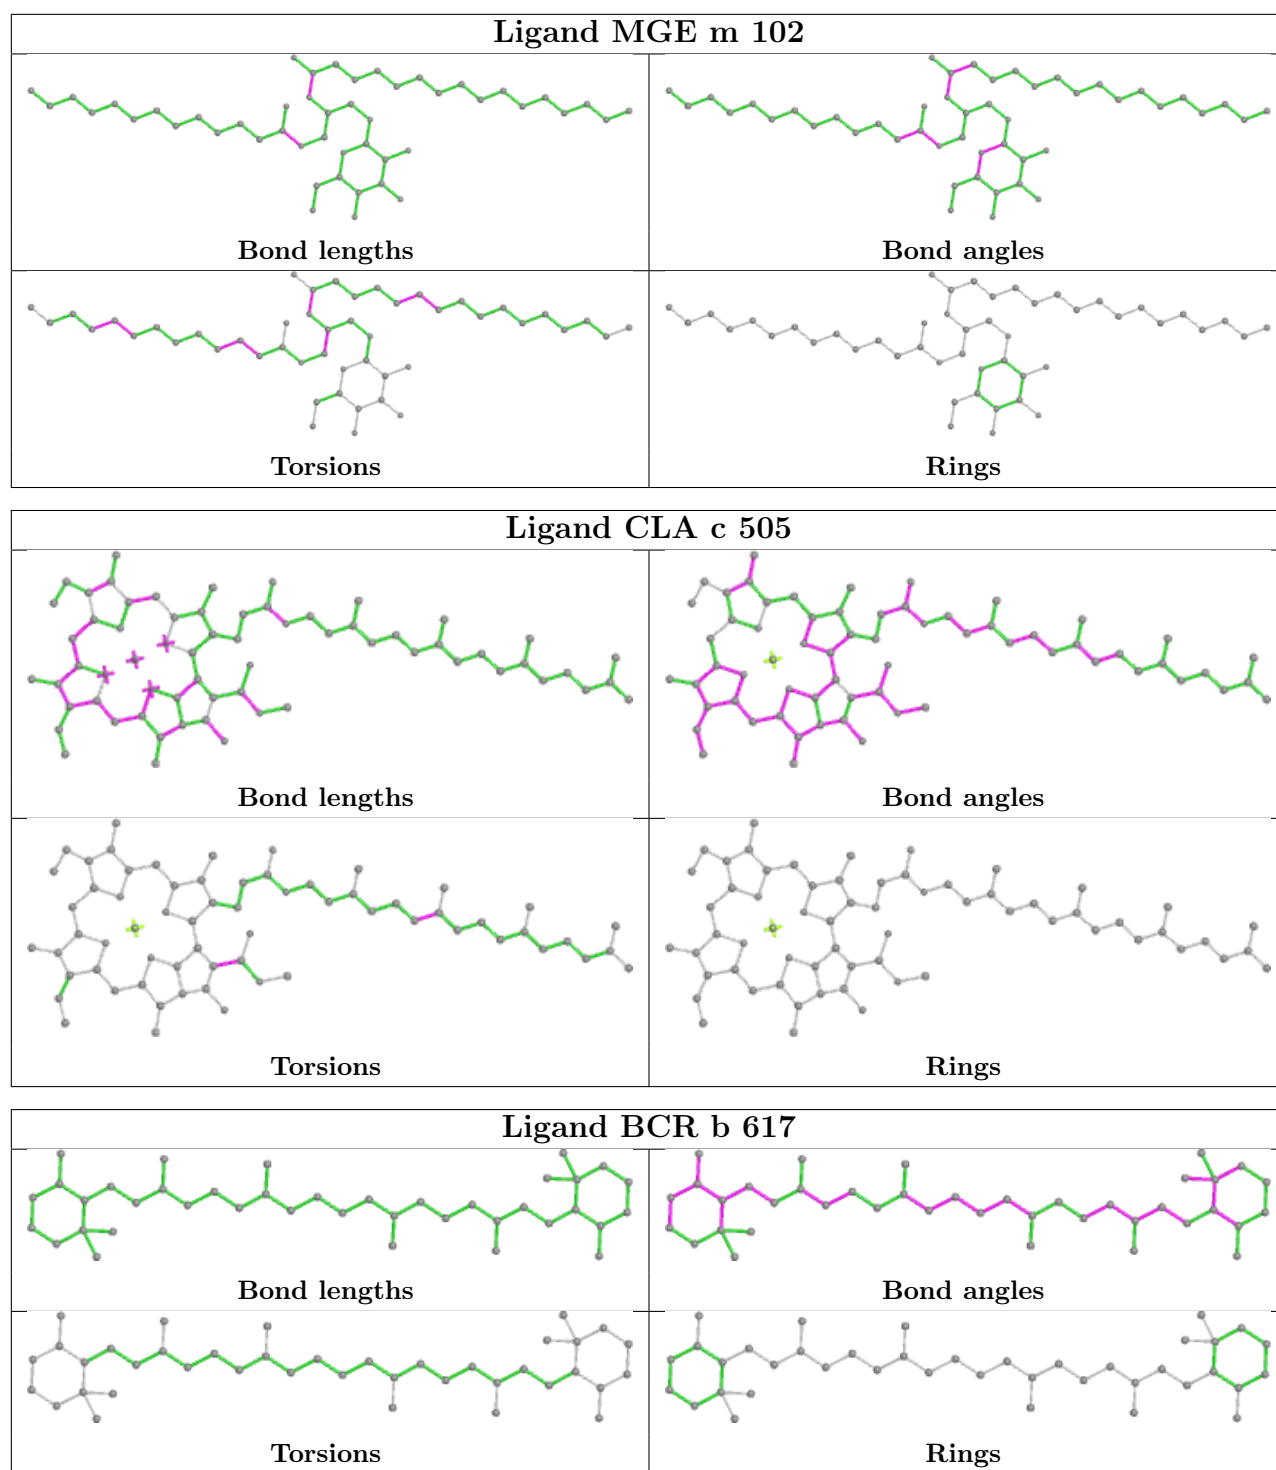 Ligand MGE m 102
Bond lengths
Bond angles
Torsions
Rings
Ligand CLA c 505
Bond lengths
Bond angles
Torsions
Rings
Ligand BCR b 617
Bond lengths
Bond angles
Torsions
Rings